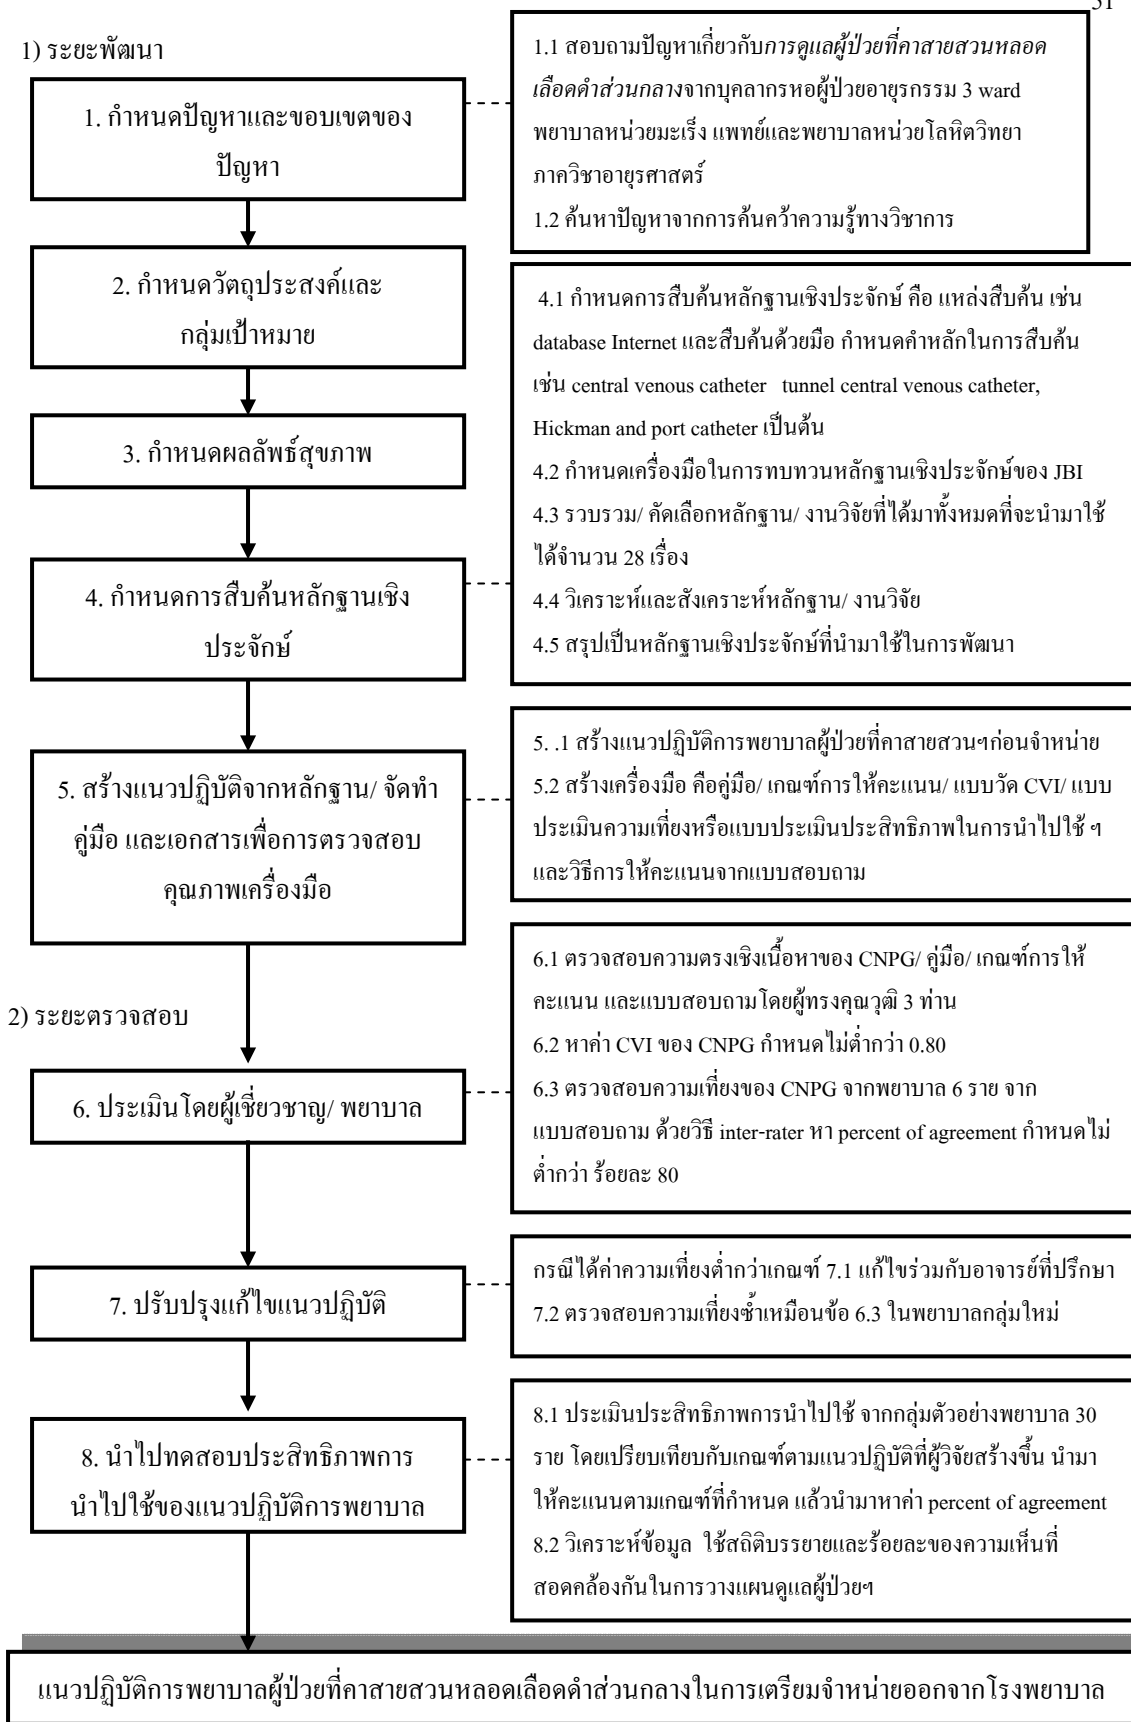 51
1) ระยะพัฒนา
1. กำหนดปัญหาและขอบเขตของ
ปัญหา
1.1 สอบถามปัญหาเกี่ยวกับการดูแลผู้ป่วยที่คาสายสวนหลอด
เลือดดำส่วนกลางจากบุคลากรหอผู้ป่วยอายุรกรรม 3 ward
พยาบาลหน่วยมะเร็ง แพทย์และพยาบาลหน่วยโลหิตวิทยา
ภาควิชาอายุรศาสตร์
1.2 ค้นหาปัญหาจากการค้นคว้าความรู้ทางวิชาการ
2. กำหนดวัตถุประสงค์และ
กลุ่มเป้าหมาย
3. กำหนดผลลัพธ์สุขภาพ
4. กำหนดการสืบค้นหลักฐานเชิง
ประจักษ์
4.1 กำหนดการสืบค้นหลักฐานเชิงประจักษ์ คือ แหล่งสืบค้น เช่น
database Internet และสืบค้นด้วยมือ กำหนดคำหลักในการสืบค้น
เช่น central venous catheter tunnel central venous catheter,
Hickman and port catheter เป็นต้น
4.2 กำหนดเครื่องมือในการทบทวนหลักฐานเชิงประจักษ์ของ JBI
4.3 รวบรวม/ คัดเลือกหลักฐาน/ งานวิจัยที่ได้มาทั้งหมดที่จะนำมาใช้
ได้จำนวน 28 เรื่อง
4.4 วิเคราะห์และสังเคราะห์หลักฐาน/ งานวิจัย
4.5 สรุปเป็นหลักฐานเชิงประจักษ์ที่นำมาใช้ในการพัฒนา
5. สร้างแนวปฏิบัติจากหลักฐาน/ จัดทำ
คู่มือ และเอกสารเพื่อการตรวจสอบ
คุณภาพเครื่องมือ
5. .1 สร้างแนวปฏิบัติการพยาบาลผู้ป่วยที่คาสายสวนฯก่อนจำหน่าย
5.2 สร้างเครื่องมือ คือคู่มือ/ เกณฑ์การให้คะแนน/ แบบวัด CVI/ แบบ
ประเมินความเที่ยงหรือแบบประเมินประสิทธิภาพในการนำไปใช้ ฯ
และวิธีการให้คะแนนจากแบบสอบถาม
2) ระยะตรวจสอบ
6. ประเมินโดยผู้เชี่ยวชาญ/ พยาบาล
6.1 ตรวจสอบความตรงเชิงเนื้อหาของ CNPG/ คู่มือ/ เกณฑ์การให้
คะแนน และแบบสอบถามโดยผู้ทรงคุณวุฒิ 3 ท่าน
6.2 หาค่า CVI ของ CNPG กำหนดไม่ต่ำกว่า 0.80
6.3 ตรวจสอบความเที่ยงของ CNPG จากพยาบาล 6 ราย จาก
แบบสอบถาม ด้วยวิธี inter-rater หา percent of agreement กำหนดไม่
ต่ำกว่า ร้อยละ 80
7. ปรับปรุงแก้ไขแนวปฏิบัติ
กรณีได้ค่าความเที่ยงต่ำกว่าเกณฑ์ 7.1 แก้ไขร่วมกับอาจารย์ที่ปรึกษา
7.2 ตรวจสอบความเที่ยงซ้ำเหมือนข้อ 6.3 ในพยาบาลกลุ่มใหม่
8. นำไปทดสอบประสิทธิภาพการ
นำไปใช้ของแนวปฏิบัติการพยาบาล
8.1 ประเมินประสิทธิภาพการนำไปใช้ จากกลุ่มตัวอย่างพยาบาล 30
ราย โดยเปรียบเทียบกับเกณฑ์ตามแนวปฏิบัติที่ผู้วิจัยสร้างขึ้น นำมา
ให้คะแนนตามเกณฑ์ที่กำหนด แล้วนำมาหาค่า percent of agreement
8.2 วิเคราะห์ข้อมูล ใช้สถิติบรรยายและร้อยละของความเห็นที่
สอดคล้องกันในการวางแผนดูแลผู้ป่วยฯ
แนวปฏิบัติการพยาบาลผู้ป่วยที่คาสายสวนหลอดเลือดดำส่วนกลางในการเตรียมจำหน่ายออกจากโรงพยาบาล